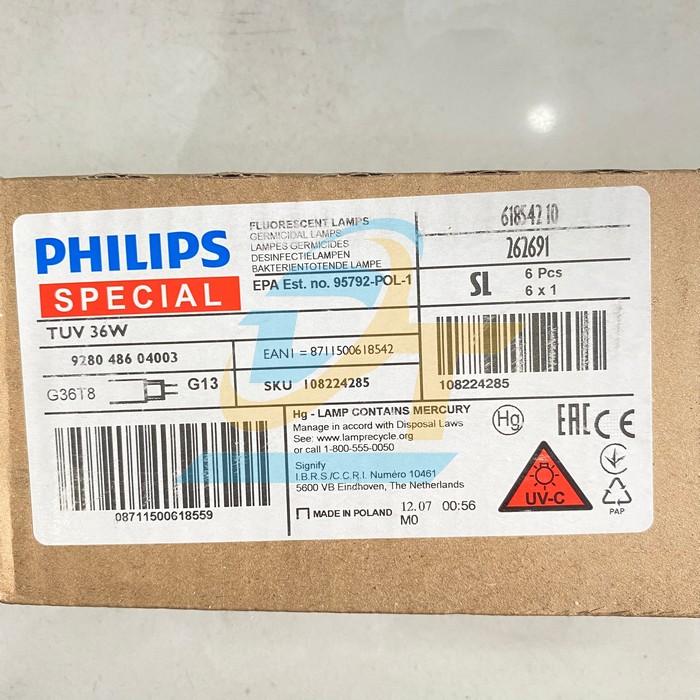 PHILIPS
SPECIAL
TUV 36W
9280 486 04003
G36T8
G13
FLUORESCENT LAMPS
GERMICIDAL LAMPS
LAMPES GERMICIDES
DESINFECTIELAMPEN
BAKTERIENTOTENDE LAMPE
EPA Est. no. 95792-POL-1
EAN1 = 8711500618542
SKU 108224285
61854210
262691
SL
6 Pcs
6 x 1
108224285
08711500618559
Hg - LAMP CONTAINS MERCURY
Manage in accord with Disposal Laws
See: www.lamprecycle.org
or call 1-800-555-0050
Signify
I.B.R.S./C.C.R.I. Numéro 10461
5600 VB Eindhoven, The Netherlands
MADE IN POLAND 12.07 00:56
M0
Hg
EAC CE
UV-C
PAP